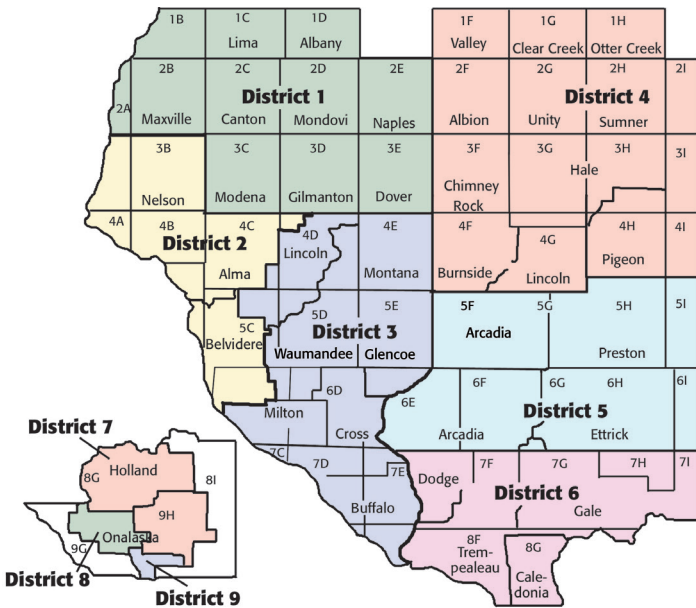 1B 1C 1D 1F 1G 1H
Lima Albany Valley Clear Creek Otter Creek
2B 2C 2D 2E 2F 2G 2H 2I
District 1 District 4
2A
Maxville Canton Mondovi Naples Albion Unity Sumner
3B 3C 3D 3E 3F 3G 3H 3I
Hale
Nelson Modena Gilmanton Dover Chimney
Rock
4A 4B 4C 4D 4E 4F 4G 4H 4I
District 2
Lincoln
Alma Montana Burnside Lincoln Pigeon
5C 5D 5E 5F 5G 5H 5I
District 3 Arcadia
Belvidere Waumandee Glencoe Preston
6D 6E 6F 6G 6H 6I
Milton District 5
Cross Arcadia Ettrick
7C 7D 7E 7F 7G 7H 7I
Dodge
District 6
Buffalo Gale
8F 8G
Trem-
pealeau
Cale-
donia
District 7
Holland
8G 8I
9H
Onalaska
9G
District 8
District 9